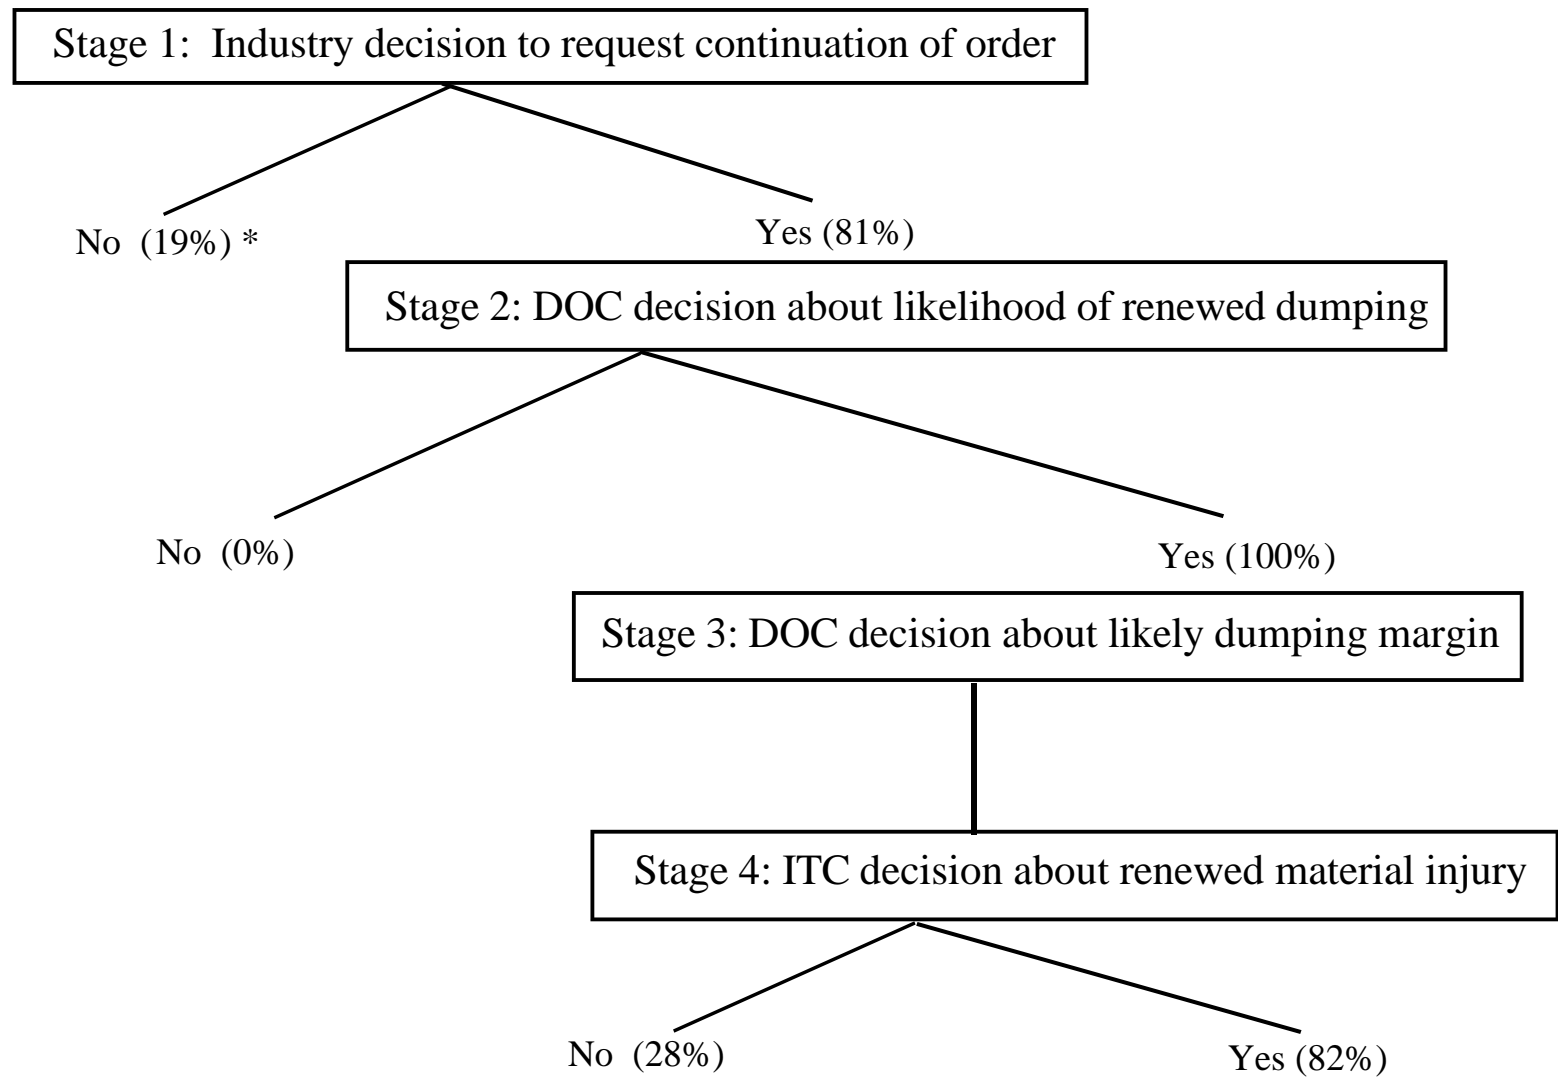 Stage 1:  Industry decision to request continuation of order
No  (19%) *
Yes (81%)
Stage 2: DOC decision about likelihood of renewed dumping
No  (0%)
Yes (100%)
Stage 3: DOC decision about likely dumping margin
Stage 4: ITC decision about renewed material injury
No  (28%)
Yes (82%)